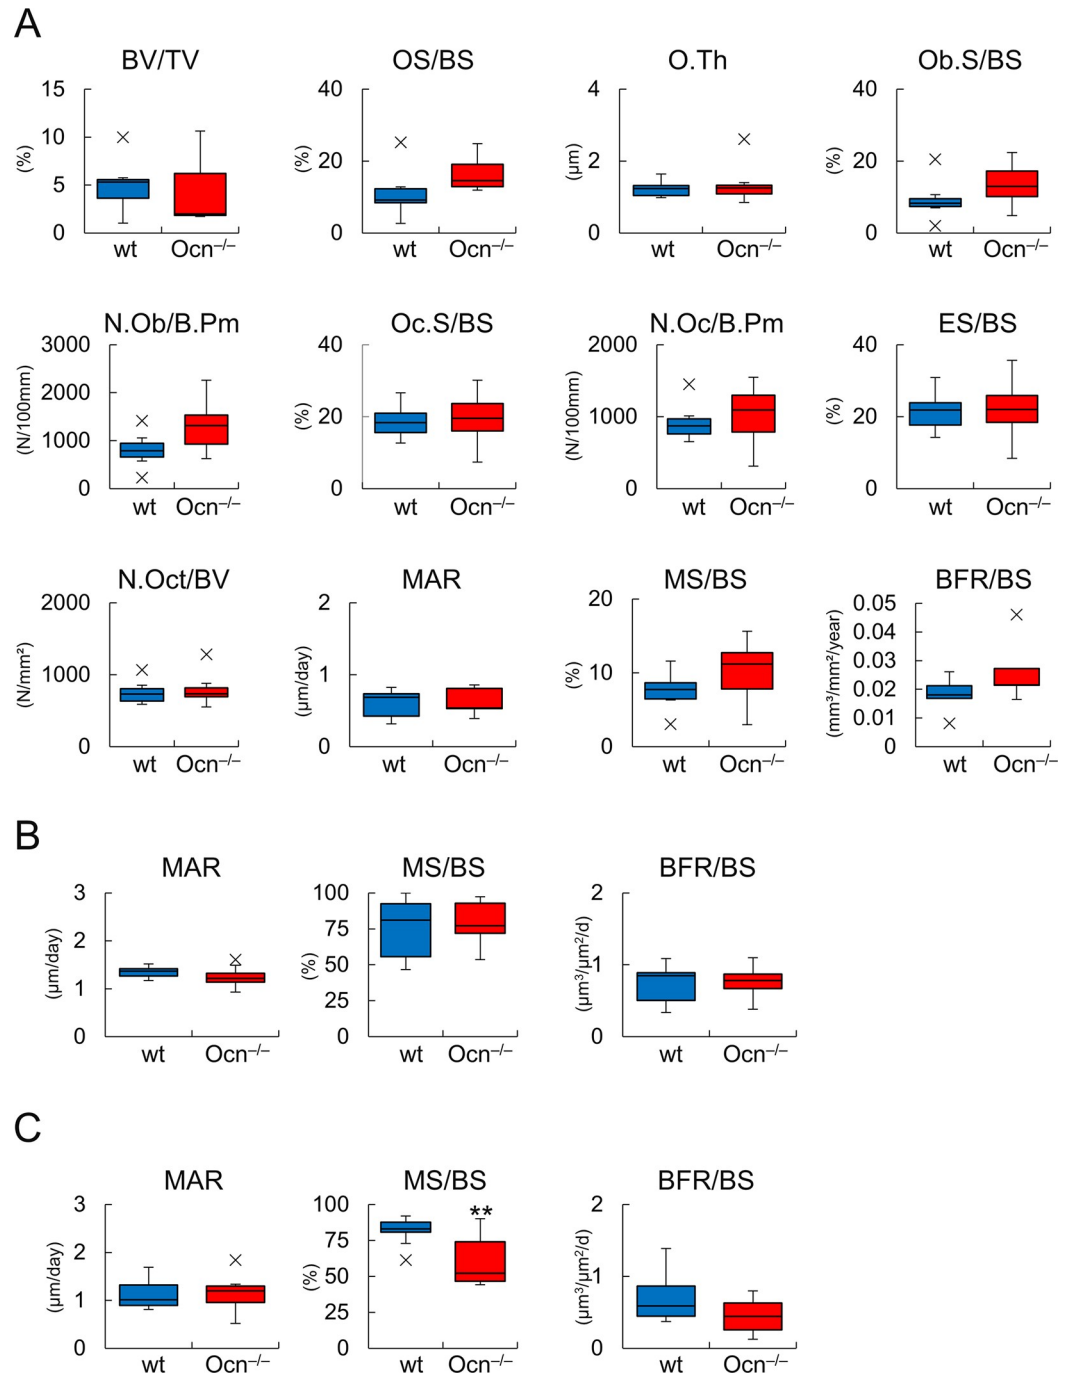 A
BV/TV OS/BS O.Th Ob.S/BS
15 10 5 0 (%) wt Ocn–/–
40 20 0 (%) wt Ocn–/–
4 2 0 (μm) wt Ocn–/–
40 20 0 (%) wt Ocn–/–
N.Ob/B.Pm Oc.S/BS N.Oc/B.Pm ES/BS
3000 2000 1000 0 (N/100mm) wt Ocn–/–
40 20 0 (%) wt Ocn–/–
2000 1000 0 (N/100mm) wt Ocn–/–
40 20 0 (%) wt Ocn–/–
N.Oct/BV MAR MS/BS BFR/BS
2000 1000 0 (N/mm²) wt Ocn–/–
2 1 0 (μm/day) wt Ocn–/–
20 10 0 (%) wt Ocn–/–
0.05 0.04 0.03 0.02 0.01 0 (mm³/mm²/year) wt Ocn–/–
B
MAR MS/BS BFR/BS
3 2 1 0 (μm/day) wt Ocn–/–
100 75 50 25 0 (%) wt Ocn–/–
2 1 0 (μm³/μm²/d) wt Ocn–/–
C
MAR MS/BS BFR/BS
3 2 1 0 (μm/day) wt Ocn–/–
100 75 50 25 0 (%) ** wt Ocn–/–
2 1 0 (μm³/μm²/d) wt Ocn–/–